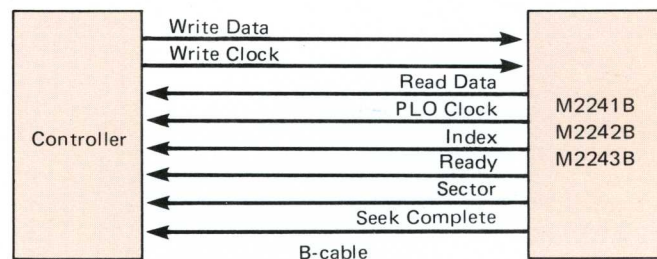 Write Data
Write Clock
Read Data
PLO Clock
Index
Ready
Sector
Seek Complete
B-cable
Controller
M2241B
M2242B
M2243B